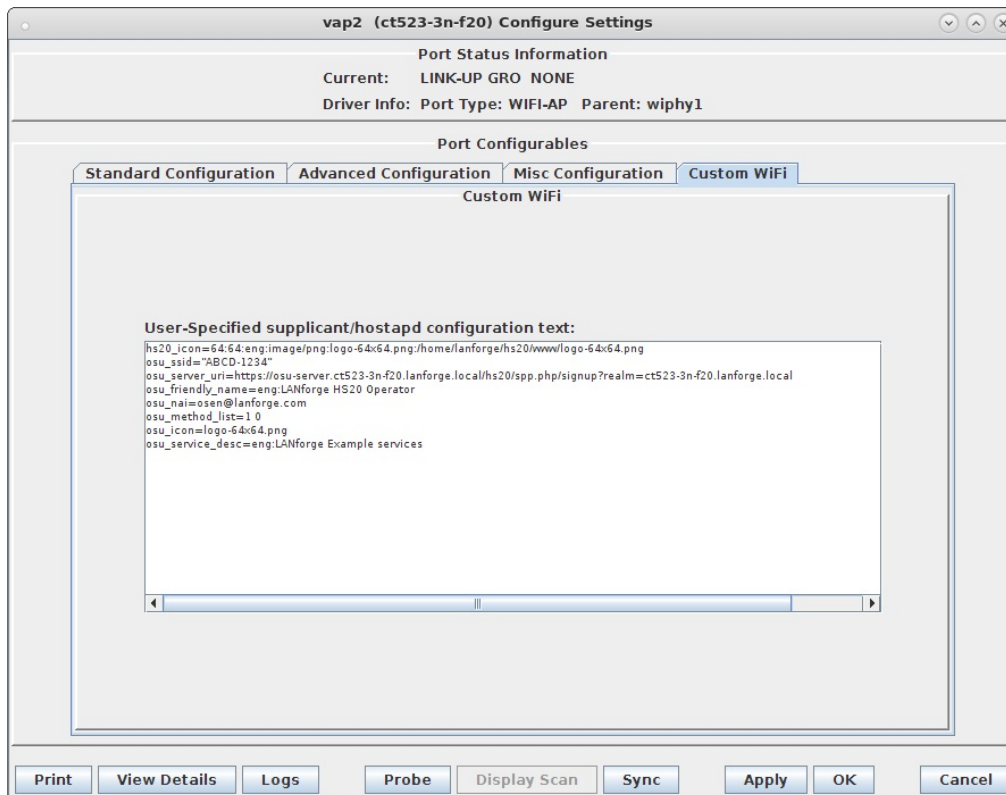 vap2 (ct523-3n-f20) Configure Settings
Port Status Information
Current: LINK-UP GRO NONE
Driver Info: Port Type: WIFI-AP Parent: wiphy1
Port Configurables
Standard Configuration Advanced Configuration Misc Configuration Custom WiFi
Custom WiFi
User-Specified supplicant/hostapd configuration text:
hs20_icon=64:64:eng:image/png:logo-64x64.png:/home/lanforge/hs20/www/logo-64x64.png
osu_ssid="ABCD-1234"
osu_server_uri=https://osu-server.ct523-3n-f20.lanforge.local/hs20/spp.php/signup?realm=ct523-3n-f20.lanforge.local
osu_friendly_name=eng:LANforge HS20 Operator
osu_nai=osen@lanforge.com
osu_method_list=1 0
osu_icon=logo-64x64.png
osu_service_desc=eng:LANforge Example services
Print View Details Logs Probe Display Scan Sync Apply OK Cancel